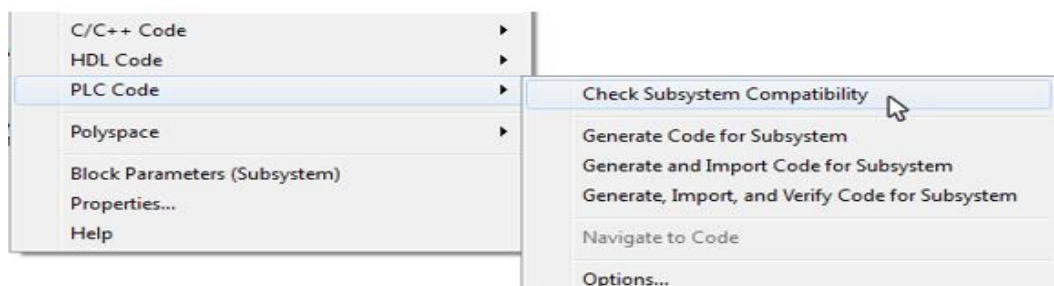 C/C++ Code
HDL Code
PLC Code
Polyspace
Block Parameters (Subsystem)
Properties...
Help
Check Subsystem Compatibility
Generate Code for Subsystem
Generate and Import Code for Subsystem
Generate, Import, and Verify Code for Subsystem
Navigate to Code
Options...